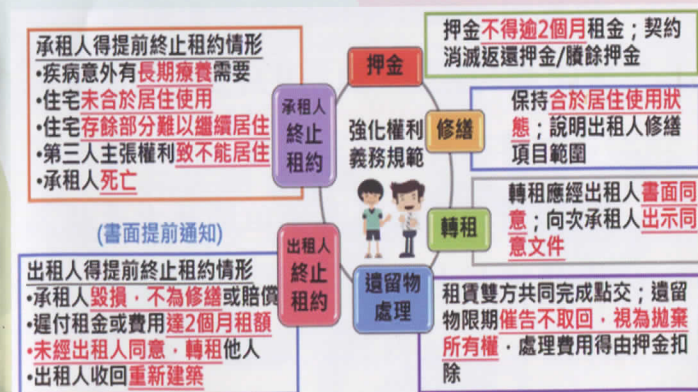 承租人得提前終止租約情形
•疾病意外有長期療養需要
•住宅未合於居住使用
•住宅存餘部分難以繼續居住
•第三人主張權利致不能居住
•承租人死亡
承租人
終止
租約
押金
押金不得逾2個月租金；契約
消滅返還押金/賸餘押金
強化權利
義務規範
修繕
保持合於居住使用狀
態；說明出租人修繕
項目範圍
轉租
轉租應經出租人書面同
意；向次承租人出示同
意文件
(書面提前通知)
出租人
終止
租約
出租人得提前終止租約情形
•承租人毀損，不為修繕或賠償
•遲付租金或費用達2個月租額
•未經出租人同意，轉租他人
•出租人收回重新建築
遺留物
處理
租賃雙方共同完成點交；遺留
物限期催告不取回，視為拋棄
所有權，處理費用得由押金扣
除